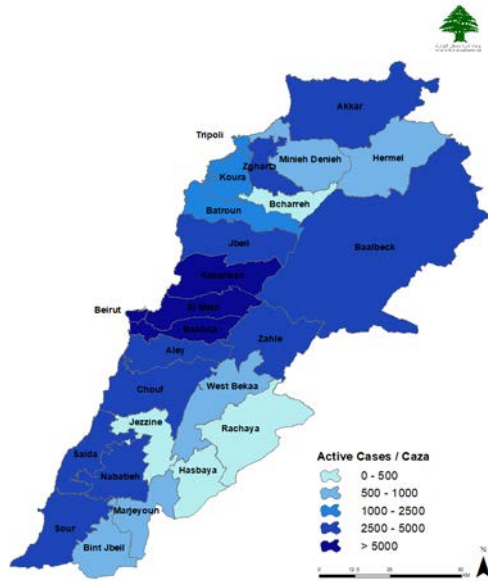 Akkar
Tripoli
Minieh Denieh
Hermel
Zgharta
Koura
Bcharreh
Batroun
Jbeil
Baalbeck
Kesrwan
El Metn
Beirut
Baabda
Zahle
Aley
Chouf
West Bekaa
Jezzine
Rachaya
Saida
Hasbaya
Nabatieh
Marjeyoun
Sour
Bint Jbeil
Active Cases / Caza
0 - 500
500 - 1000
1000 - 2500
2500 - 5000
> 5000
N